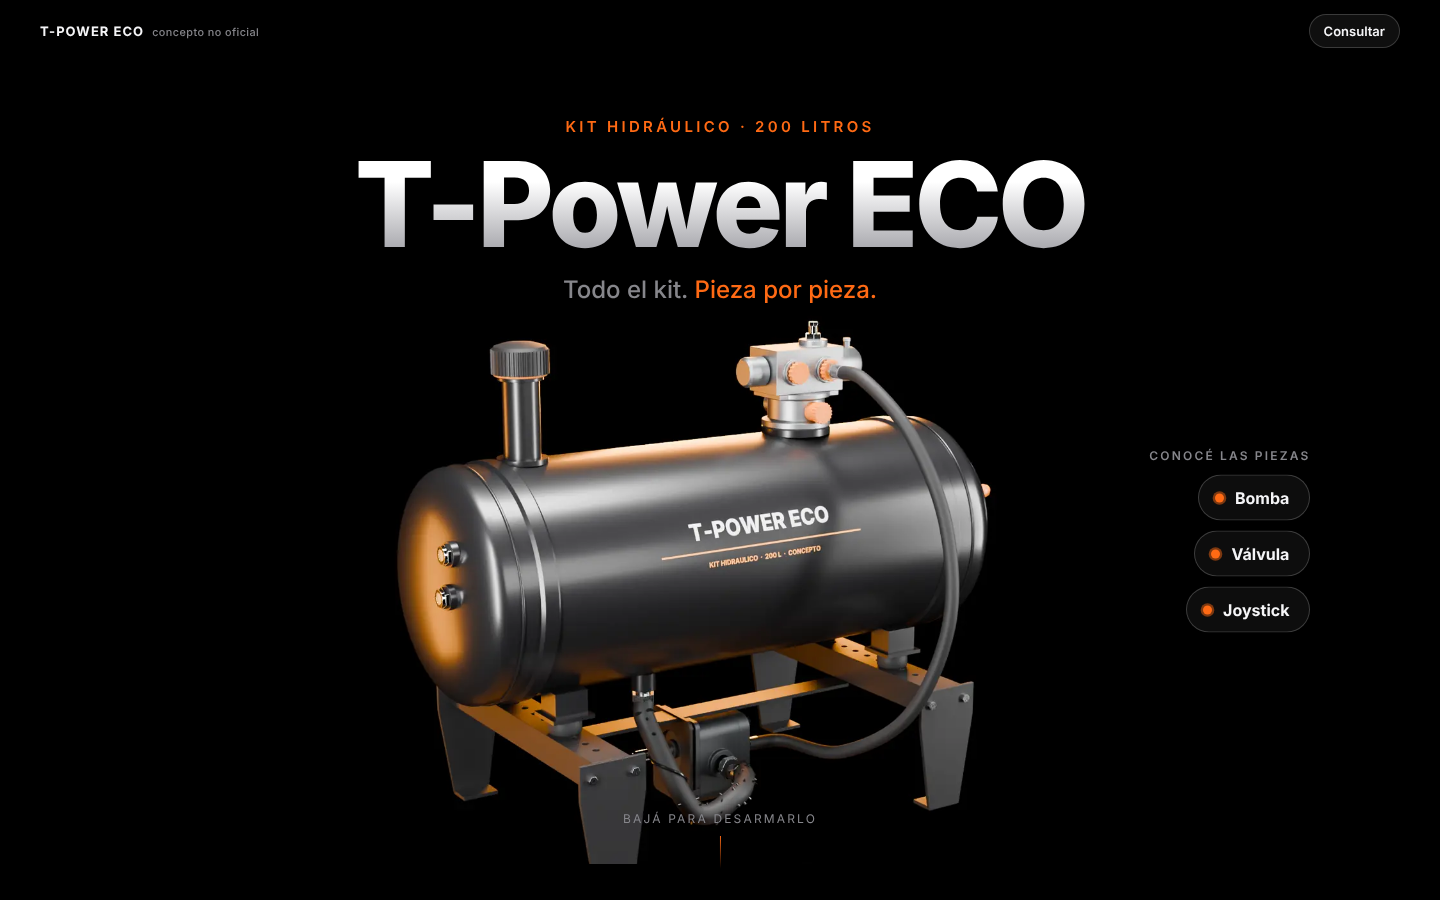 T-POWER ECO concepto no oficial
Consultar
KIT HIDRÁULICO · 200 LITROS
T-Power ECO
Todo el kit. Pieza por pieza.
CONOCÉ LAS PIEZAS
Bomba
T-POWER ECO
KIT HIDRAULICO · 200 L · CONCEPTO
Válvula
Joystick
BAJÁ PARA DESARMARLO